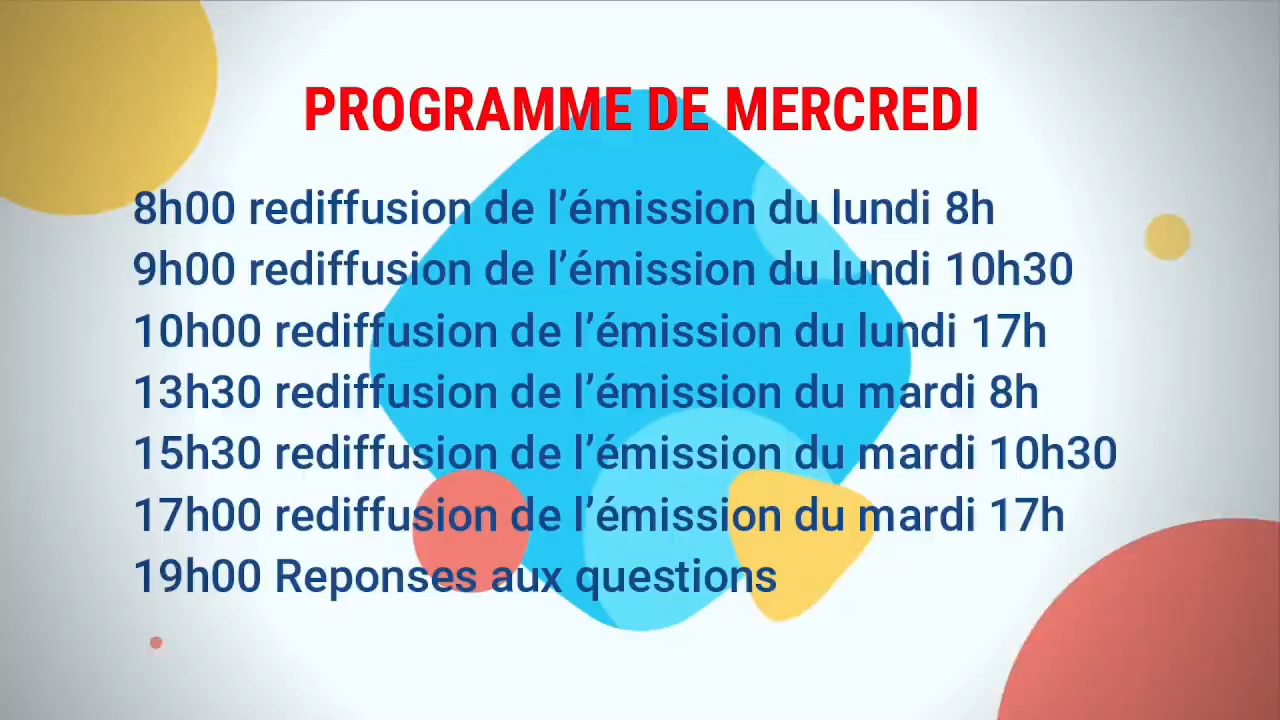 PROGRAMME DE MERCREDI
8h00 rediffusion de l’émission du lundi 8h
9h00 rediffusion de l’émission du lundi 10h30
10h00 rediffusion de l’émission du lundi 17h
13h30 rediffusion de l’émission du mardi 8h
15h30 rediffusion de l’émission du mardi 10h30
17h00 rediffusion de l’émission du mardi 17h
19h00 Reponses aux questions